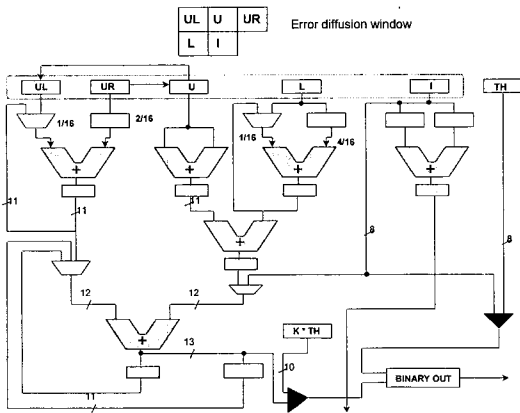 UL U UR
Error diffusion window
L I
UL UR U L I TH
1/16 2/16 1/16 4/16
+ + + +
11 11 11 8 8
+
12 12
+
13 K * TH
10
BINARY OUT
11